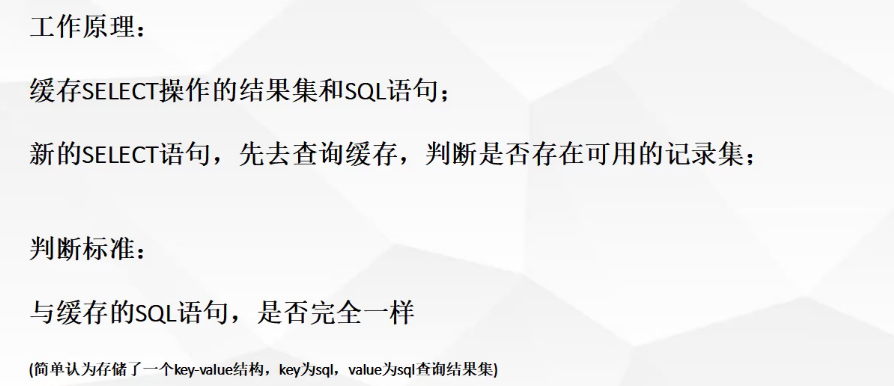 工作原理：
缓存SELECT操作的结果集和SQL语句；
新的SELECT语句，先去查询缓存，判断是否存在可用的记录集；
判断标准：
与缓存的SQL语句，是否完全一样
(简单认为存储了一个key-value结构，key为sql，value为sql查询结果集)